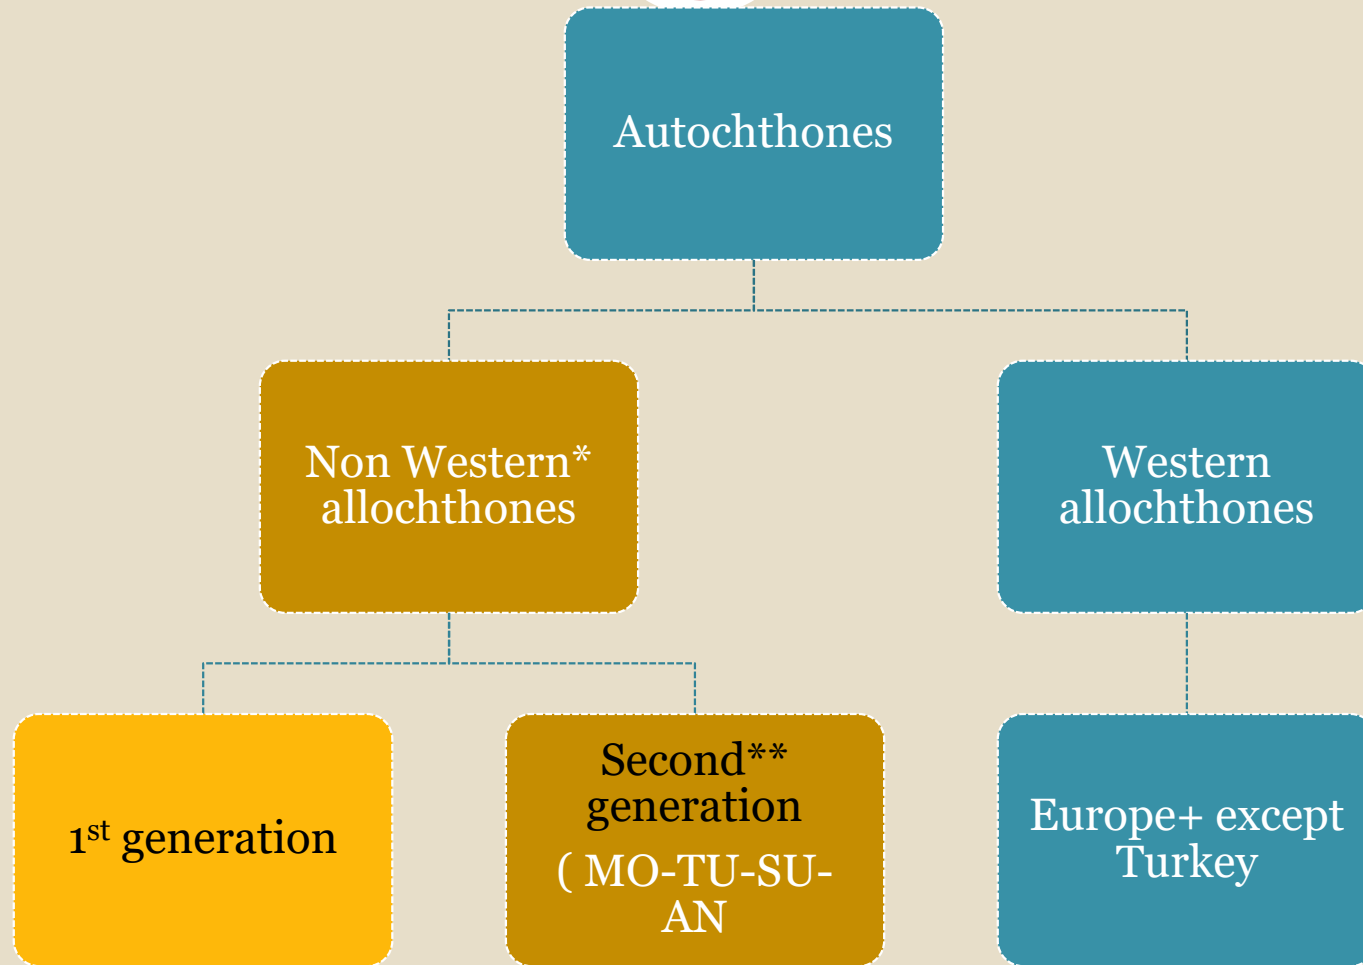 Autochthones
Non Western*
allochthones
Western
allochthones
1st generation
Second**
generation
( MO-TU-SU-
AN
Europe+ except
Turkey